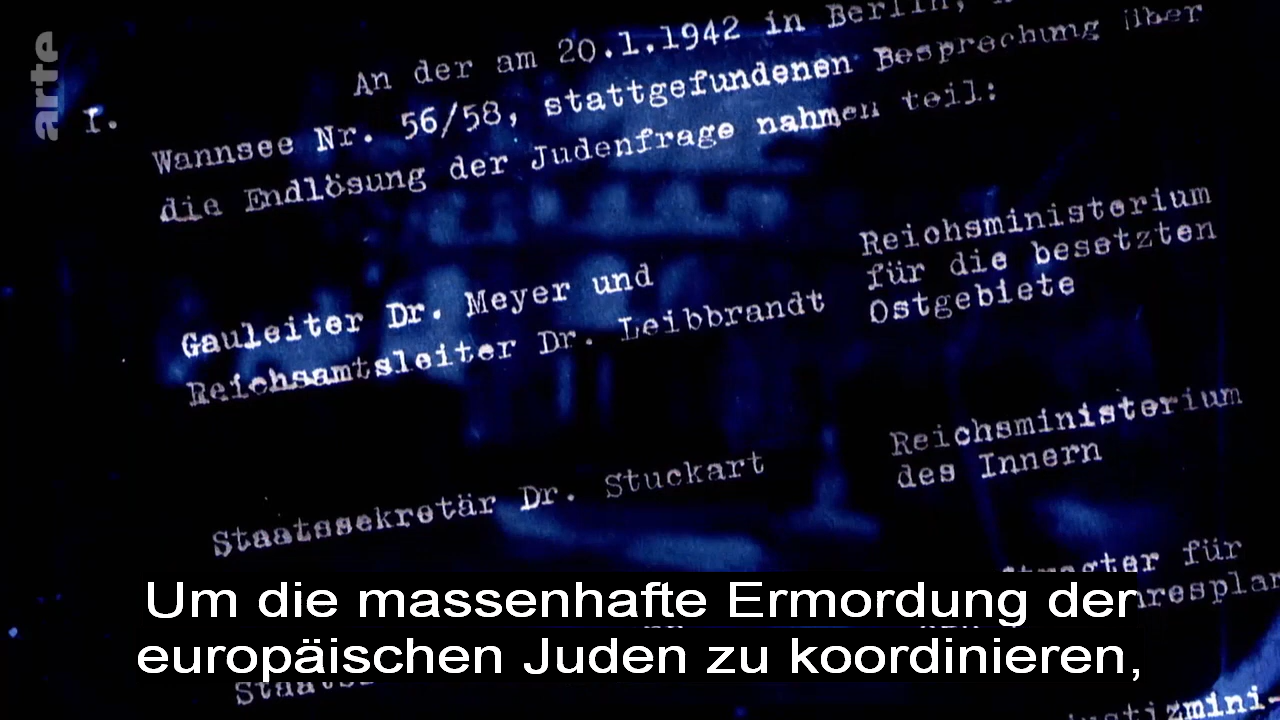 arte
I. An der am 20.1.1942 in Berlin,
Wannsee Nr. 56/58, stattgefundenen Besprechung über
die Endlösung der Judenfrage nahmen teil:
Gauleiter Dr. Meyer und
Reichsamtsleiter Dr. Leibbrandt
Reichsministerium
für die besetzten
Ostgebiete
Staatssekretär Dr. Stuckart
Reichsministerium
des Innern
für
Um die massenhafte Ermordung der
europäischen Juden zu koordinieren,